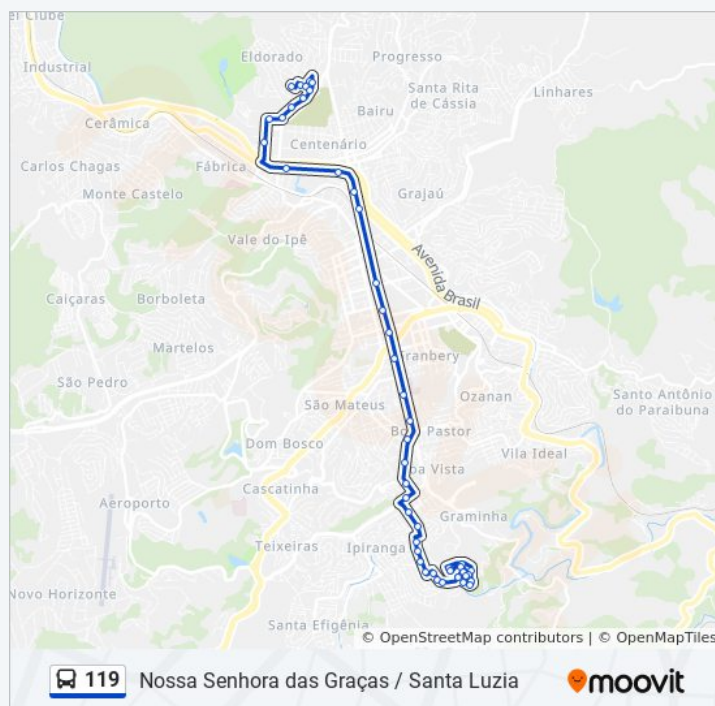 el Clube
Eldorado
Progresso
Industrial
Santa Rita
de Cássia
Linhares
Bairu
Cerâmica
Centenário
Carlos Chagas
Fábrica
Monte Castelo
Grajaú
Vale do Ipê
Avenida Brasil
Caiçaras
Borboleta
Martelos
Granbery
São Pedro
Ozanan
Santo Antônio
do Paraibuna
São Mateus
Bom Pastor
Dom Bosco
Vila Ideal
Boa Vista
Cascatinha
Aeroporto
Graminha
Teixeiras
Ipiranga
Novo Horizonte
Santa Efigênia
© OpenStreetMap contributors | © OpenMapTiles
119 Nossa Senhora das Graças / Santa Luzia
moovit